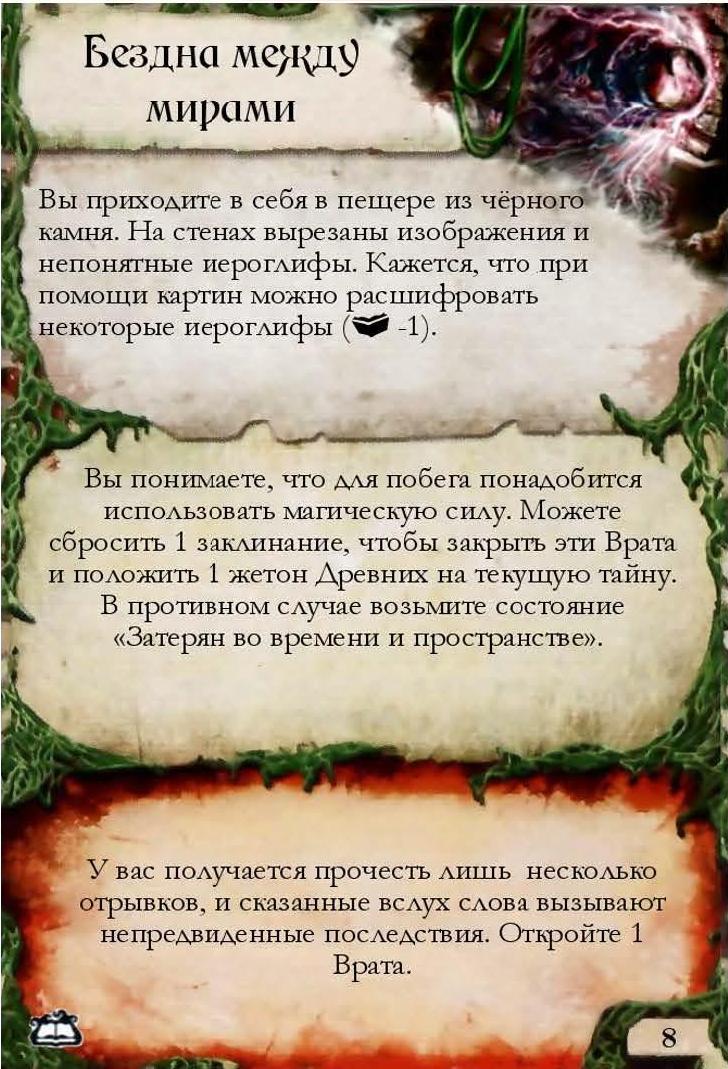 Бездна между
мирами
Вы приходите в себя в пещере из чёрного
камня. На стенах вырезаны изображения и
непонятные иероглифы. Кажется, что при
помощи картин можно расшифровать
некоторые иероглифы ( -1).
Вы понимаете, что для побега понадобится
использовать магическую силу. Можете
сбросить 1 заклинание, чтобы закрыть эти Врата
и положить 1 жетон Древних на текущую тайну.
В противном случае возьмите состояние
«Затерян во времени и пространстве».
У вас получается прочесть лишь несколько
отрывков, и сказанные вслух слова вызывают
непредвиденные последствия. Откройте 1
Врата.
8